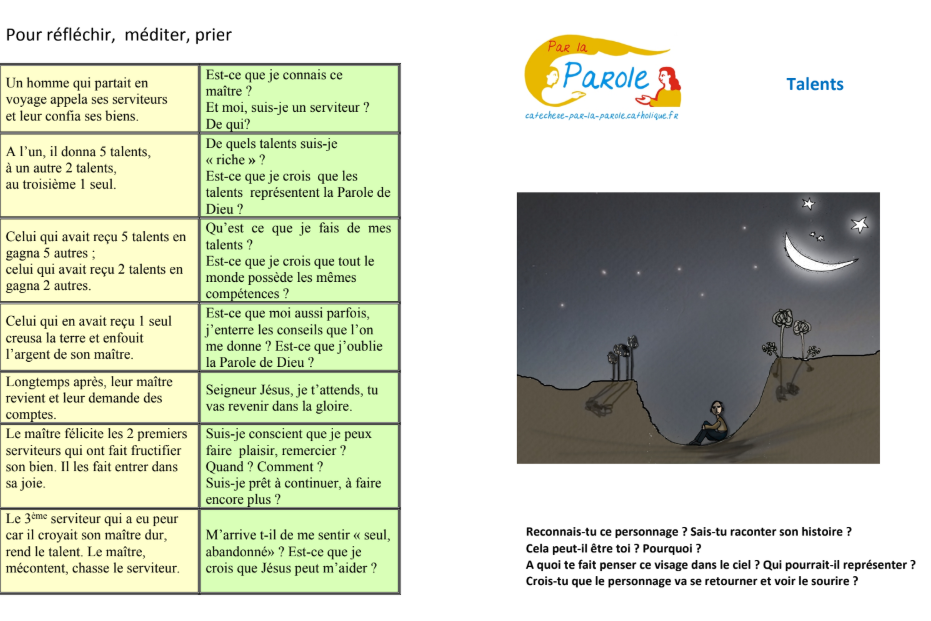 Pour réfléchir, méditer, prier
Un homme qui partait en
voyage appela ses serviteurs
et leur confia ses biens.
Est-ce que je connais ce
maître ?
Et moi, suis-je un serviteur ?
De qui?
A l'un, il donna 5 talents,
à un autre 2 talents,
au troisième 1 seul.
De quels talents suis-je
« riche » ?
Est-ce que je crois que les
talents représentent la Parole de
Dieu ?
Celui qui avait reçu 5 talents en
gagna 5 autres ;
celui qui avait reçu 2 talents en
gagna 2 autres.
Qu'est ce que je fais de mes
talents ?
Est-ce que je crois que tout le
monde possède les mêmes
compétences ?
Celui qui en avait reçu 1 seul
creusa la terre et enfouit
l'argent de son maître.
Est-ce que moi aussi parfois,
j'enterre les conseils que l'on
me donne ? Est-ce que j'oublie
la Parole de Dieu ?
Longtemps après, leur maître
revient et leur demande des
comptes.
Seigneur Jésus, je t'attends, tu
vas revenir dans la gloire.
Le maître félicite les 2 premiers
serviteurs qui ont fait fructifier
son bien. Il les fait entrer dans
sa joie.
Suis-je conscient que je peux
faire plaisir, remercier ?
Quand ? Comment ?
Suis-je prêt à continuer, à faire
encore plus ?
Le 3ème serviteur qui a eu peur
car il croyait son maître dur,
rend le talent. Le maître,
mécontent, chasse le serviteur.
M'arrive t-il de me sentir « seul,
abandonné» ? Est-ce que je
crois que Jésus peut m'aider ?
Par la
PAROLE
catechese-par-la-parole.catholique.fr
Talents
Reconnais-tu ce personnage ? Sais-tu raconter son histoire ?
Cela peut-il être toi ? Pourquoi ?
A quoi te fait penser ce visage dans le ciel ? Qui pourrait-il représenter ?
Crois-tu que le personnage va se retourner et voir le sourire ?